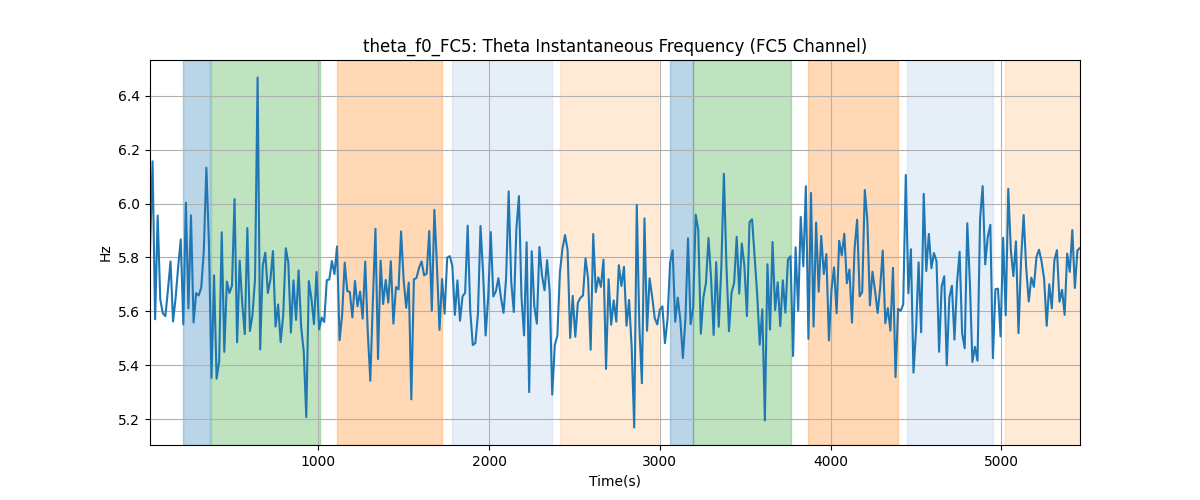 theta_f0_FC5: Theta Instantaneous Frequency (FC5 Channel)
Hz
6.4
6.2
6.0
5.8
5.6
5.4
5.2
1000 2000 3000 4000 5000
Time(s)